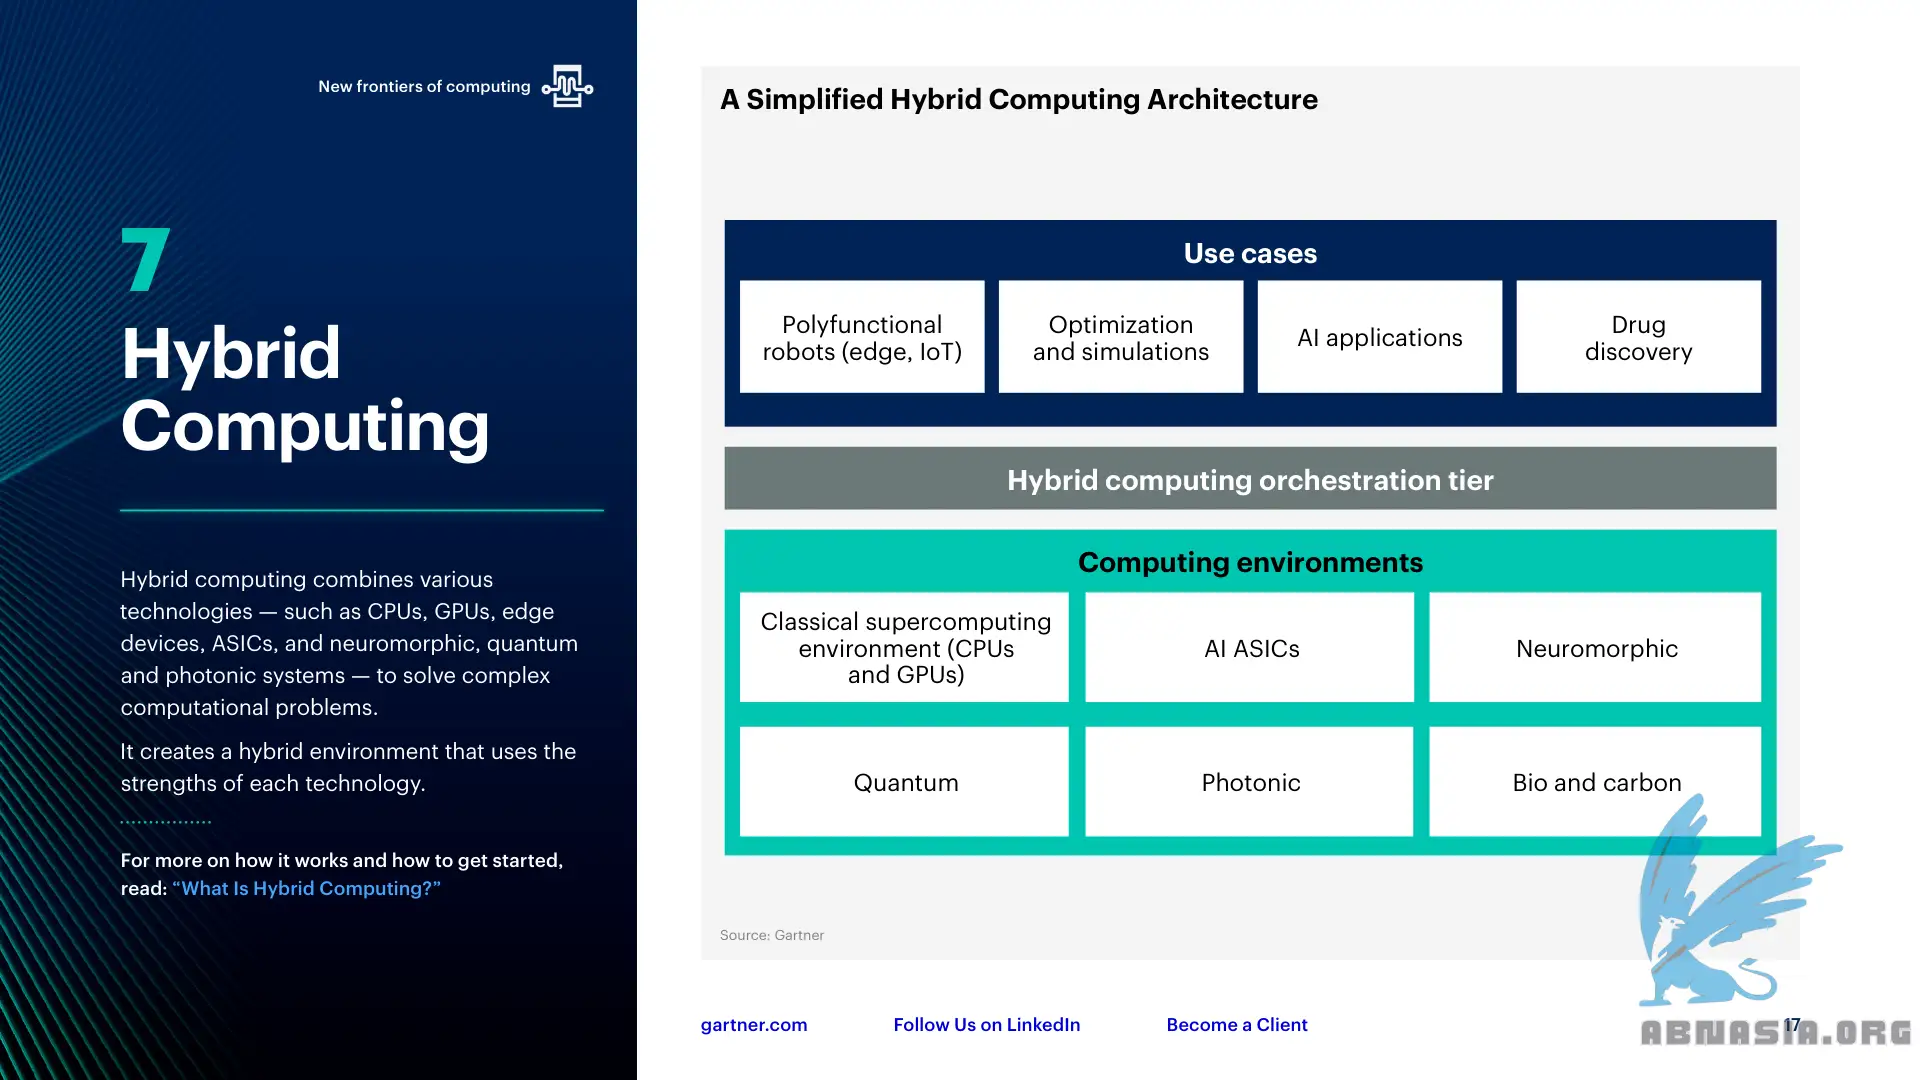 New frontiers of computing
7
Hybrid
Computing
Hybrid computing combines various
technologies — such as CPUs, GPUs, edge
devices, ASICs, and neuromorphic, quantum
and photonic systems — to solve complex
computational problems.
It creates a hybrid environment that uses the
strengths of each technology.
For more on how it works and how to get started,
read: “What Is Hybrid Computing?”
A Simplified Hybrid Computing Architecture
Use cases
Polyfunctional
robots (edge, IoT)
Optimization
and simulations
AI applications
Drug
discovery
Hybrid computing orchestration tier
Computing environments
Classical supercomputing
environment (CPUs
and GPUs)
AI ASICs
Neuromorphic
Quantum
Photonic
Bio and carbon
Source: Gartner
gartner.com
Follow Us on LinkedIn
Become a Client
17
ABNASIA.ORG